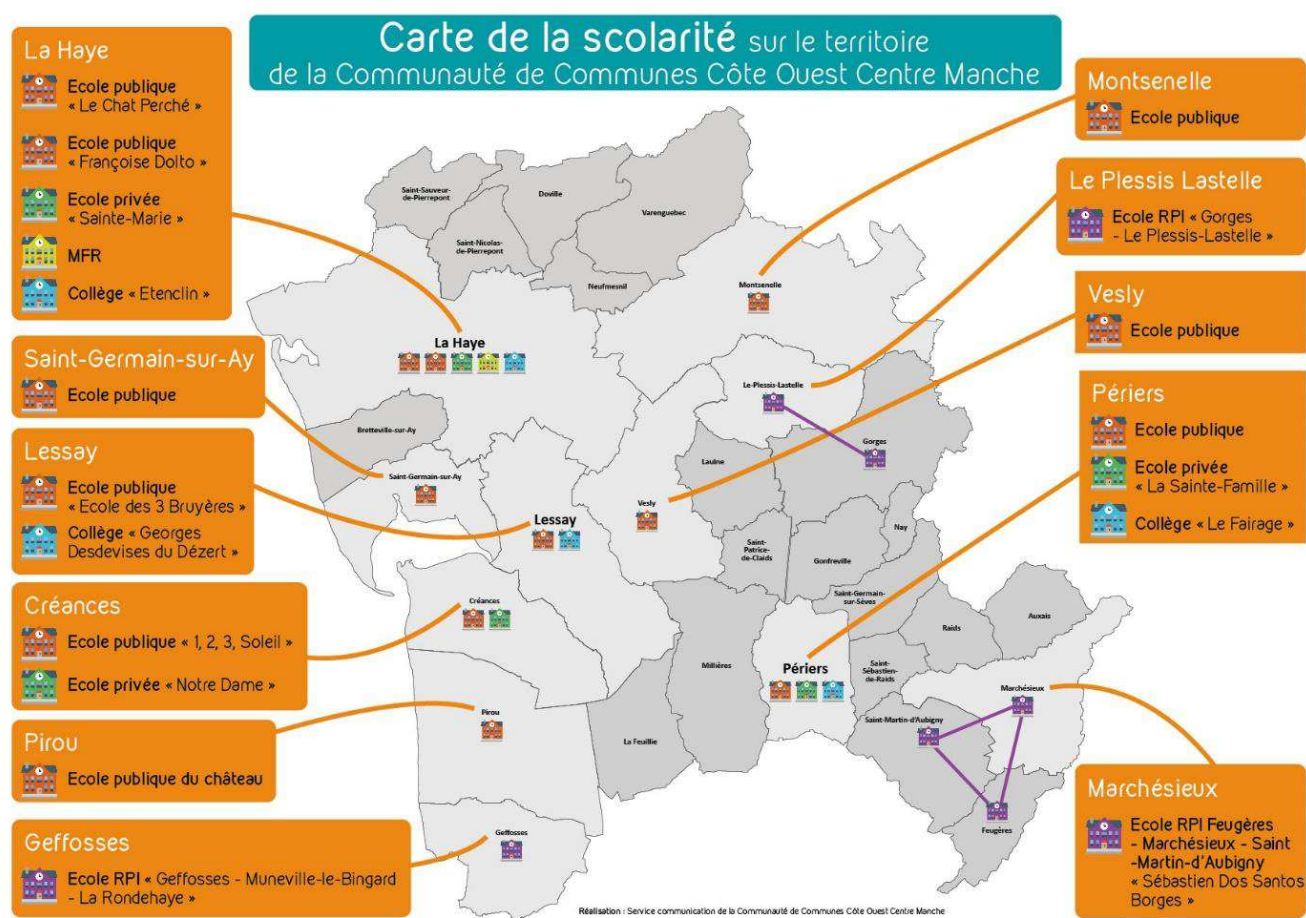 Carte de la scolarité sur le territoire
de la Communauté de Communes Côte Ouest Centre Manche
La Haye
Ecole publique
« Le Chat Perché »
Ecole publique
« Françoise Dolto »
Ecole privée
« Sainte-Marie »
MFR
Collège « Etenclin »
Saint-Germain-sur-Ay
Ecole publique
Lessay
Ecole publique
« Ecole des 3 Bruyères »
Collège « Georges
Desdevises du Dézert »
Créances
Ecole publique « 1, 2, 3, Soleil »
Ecole privée « Notre Dame »
Pirou
Ecole publique du château
Geffosses
Ecole RPI « Geffosses - Muneville-le-Bingard
- La Rondehaye »
Montsenelle
Ecole publique
Le Plessis Lastelle
Ecole RPI « Gorges
- Le Plessis-Lastelle »
Vesly
Ecole publique
Périers
Ecole publique
Ecole privée
« La Sainte-Famille »
Collège « Le Fairage »
Marchésieux
Ecole RPI Feugères
- Marchésieux - Saint
-Martin-d'Aubigny
« Sébastien Dos Santos
Borges »
Saint-Sauveur-
de-Pierrepont
Doville
Varenguebec
Saint-Nicolas-
de-Pierrepont
Neufmesnil
Montsenelle
La Haye
Le-Plessis-Lastelle
Bretteville-sur-Ay
Gorges
Laulne
Saint-Germain-sur-Ay
Vesly
Lessay
Nay
Saint-
Patrice-
de-Claids
Gonfreville
Saint-Germain-
sur-Sèves
Créances
Auxais
Raids
Millières
Périers
Saint-
Sébastien-
de-Raids
Marchésieux
Pirou
Saint-Martin-d'Aubigny
La Feuillie
Feugères
Geffosses
Réalisation : Service communication de la Communauté de Communes Côte Ouest Centre Manche